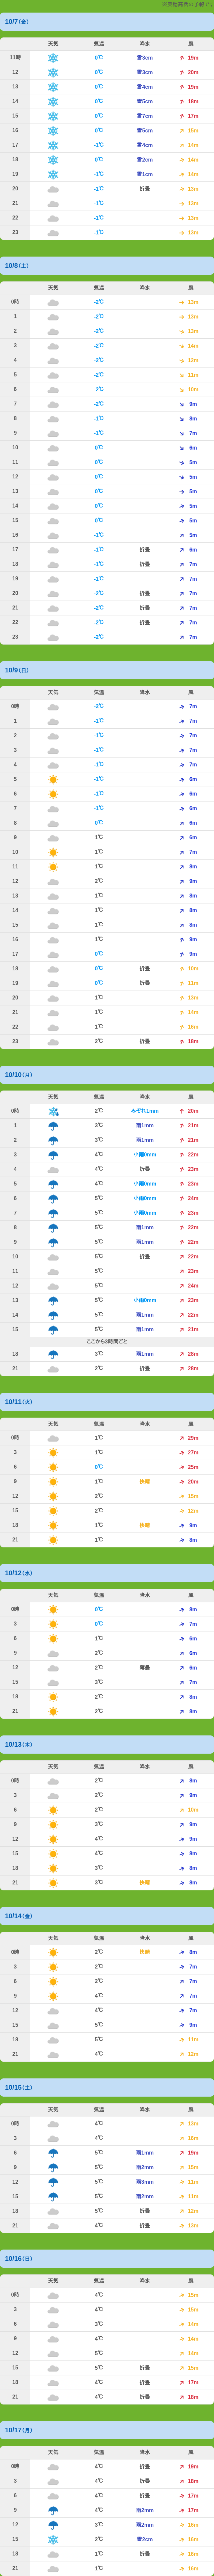 ※実際とは異なる予報です
10/7(金)
天気 気温 降水 風
11時 0℃ 雪3cm 19m
12 0℃ 雪3cm 20m
13 0℃ 雪4cm 19m
14 0℃ 雪5cm 18m
15 0℃ 雪7cm 17m
16 0℃ 雪5cm 15m
17 -1℃ 雪4cm 14m
18 0℃ 雪2cm 14m
19 -1℃ 雪1cm 14m
20 -1℃ 折畳 13m
21 -1℃ 13m
22 -1℃ 13m
23 -1℃ 13m
10/8(土)
天気 気温 降水 風
0時 -2℃ 13m
1 -2℃ 13m
2 -2℃ 13m
3 -2℃ 14m
4 -2℃ 12m
5 -2℃ 11m
6 -2℃ 10m
7 -2℃ 9m
8 -1℃ 8m
9 -1℃ 7m
10 0℃ 6m
11 0℃ 5m
12 0℃ 5m
13 0℃ 5m
14 0℃ 5m
15 0℃ 5m
16 -1℃ 5m
17 -1℃ 折畳 6m
18 -1℃ 折畳 7m
19 -1℃ 7m
20 -2℃ 折畳 7m
21 -2℃ 折畳 7m
22 -2℃ 折畳 7m
23 -2℃ 7m
10/9(日)
天気 気温 降水 風
0時 -2℃ 7m
1 -1℃ 7m
2 -1℃ 7m
3 -1℃ 7m
4 -1℃ 7m
5 -1℃ 6m
6 -1℃ 6m
7 -1℃ 6m
8 0℃ 6m
9 1℃ 6m
10 1℃ 7m
11 1℃ 8m
12 2℃ 9m
13 1℃ 8m
14 1℃ 8m
15 1℃ 8m
16 1℃ 9m
17 0℃ 9m
18 0℃ 折畳 10m
19 0℃ 折畳 11m
20 1℃ 13m
21 1℃ 14m
22 1℃ 16m
23 2℃ 折畳 18m
10/10(月)
天気 気温 降水 風
0時 2℃ みぞれ1mm 20m
1 3℃ 雨1mm 21m
2 3℃ 雨1mm 21m
3 4℃ 小雨0mm 22m
4 4℃ 折畳 23m
5 4℃ 小雨0mm 23m
6 5℃ 小雨0mm 24m
7 5℃ 小雨0mm 23m
8 5℃ 雨1mm 22m
9 5℃ 雨1mm 22m
10 5℃ 折畳 22m
11 5℃ 23m
12 5℃ 24m
13 5℃ 小雨0mm 23m
14 5℃ 雨1mm 22m
15 5℃ 雨1mm 21m
ここから3時間ごと
18 3℃ 雨1mm 28m
21 2℃ 折畳 28m
10/11(火)
天気 気温 降水 風
0時 1℃ 29m
3 1℃ 27m
6 0℃ 25m
9 1℃ 快晴 20m
12 2℃ 15m
15 2℃ 12m
18 1℃ 快晴 9m
21 1℃ 8m
10/12(水)
天気 気温 降水 風
0時 0℃ 8m
3 0℃ 7m
6 1℃ 6m
9 2℃ 6m
12 2℃ 薄曇 6m
15 3℃ 7m
18 2℃ 8m
21 2℃ 8m
10/13(木)
天気 気温 降水 風
0時 2℃ 8m
3 2℃ 9m
6 2℃ 10m
9 3℃ 9m
12 4℃ 9m
15 4℃ 8m
18 3℃ 8m
21 3℃ 快晴 8m
10/14(金)
天気 気温 降水 風
0時 2℃ 快晴 8m
3 2℃ 7m
6 2℃ 7m
9 4℃ 7m
12 4℃ 7m
15 5℃ 9m
18 5℃ 11m
21 4℃ 12m
10/15(土)
天気 気温 降水 風
0時 4℃ 13m
3 4℃ 16m
6 5℃ 雨1mm 19m
9 5℃ 雨2mm 15m
12 5℃ 雨3mm 11m
15 5℃ 雨2mm 11m
18 5℃ 折畳 12m
21 4℃ 折畳 13m
10/16(日)
天気 気温 降水 風
0時 4℃ 15m
3 4℃ 15m
6 3℃ 14m
9 4℃ 14m
12 5℃ 14m
15 5℃ 折畳 15m
18 4℃ 折畳 17m
21 4℃ 折畳 18m
10/17(月)
天気 気温 降水 風
0時 4℃ 折畳 19m
3 4℃ 折畳 18m
6 4℃ 折畳 17m
9 4℃ 雨2mm 17m
12 3℃ 雨2mm 16m
15 2℃ 雪2cm 16m
18 1℃ 折畳 16m
21 1℃ 16m